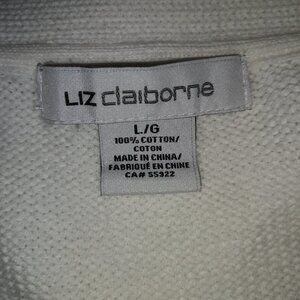 LIZ claiborne
L/G
100% COTTON/
COTON
MADE IN CHINA/
FABRIQUÉ EN CHINE
CA# 55922